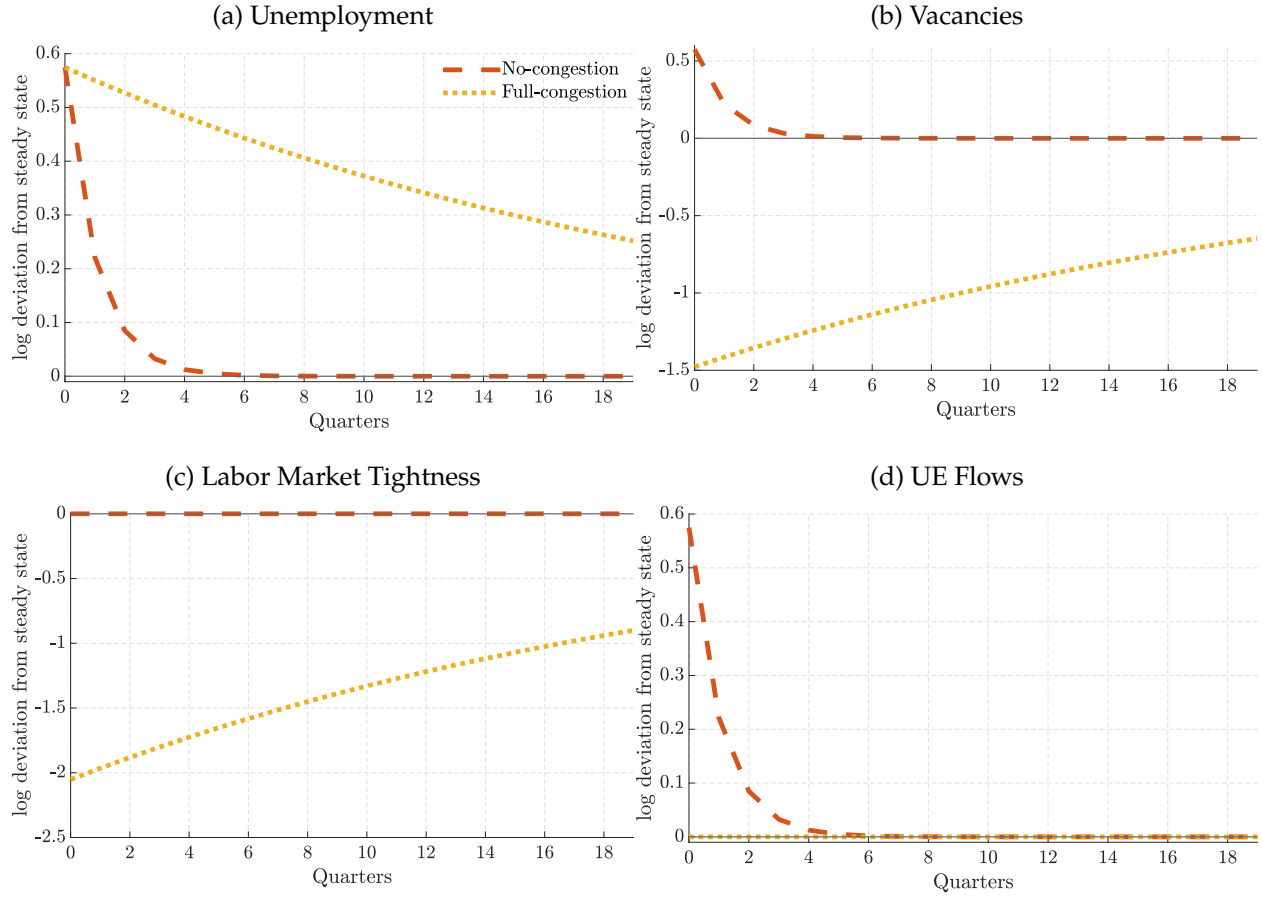 (a) Unemployment
0.6
0.5
0.4
0.3
0.2
0.1
0
0 2 4 6 8 10 12 14 16 18
Quarters
log deviation from steady state
No-congestion
Full-congestion
(b) Vacancies
0.5
0
-0.5
-1
-1.5
0 2 4 6 8 10 12 14 16 18
Quarters
log deviation from steady state
(c) Labor Market Tightness
0
-0.5
-1
-1.5
-2
-2.5
0 2 4 6 8 10 12 14 16 18
Quarters
log deviation from steady state
(d) UE Flows
0.6
0.5
0.4
0.3
0.2
0.1
0
0 2 4 6 8 10 12 14 16 18
Quarters
log deviation from steady state